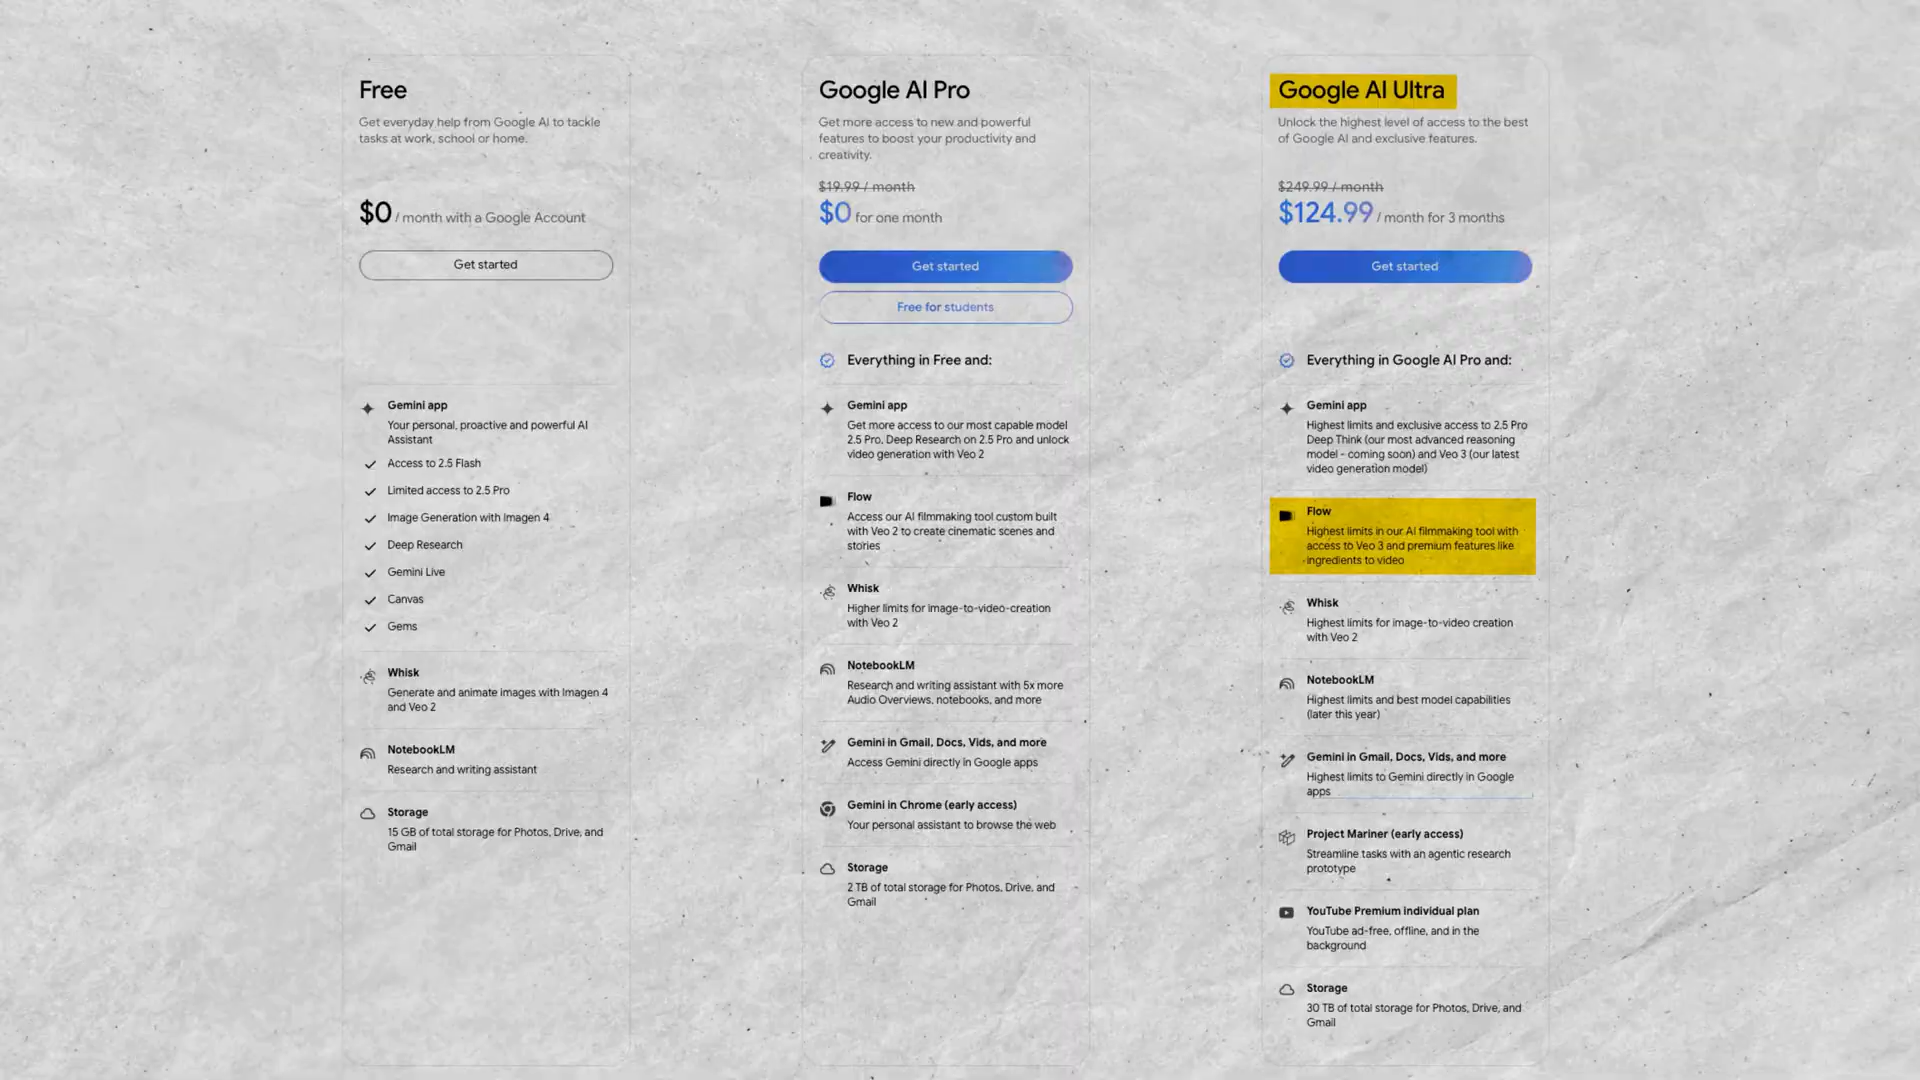 Free
Get everyday help from Google AI to tackle
tasks at work, school or home.
$0 / month with a Google Account
Get started
Gemini app
Your personal, proactive and powerful AI
Assistant
Access to 2.5 Flash
Limited access to 2.5 Pro
Image Generation with Imagen 4
Deep Research
Gemini Live
Canvas
Gems
Whisk
Generate and animate images with Imagen 4
and Veo 2
NotebookLM
Research and writing assistant
Storage
15 GB of total storage for Photos, Drive, and
Gmail
Google AI Pro
Get more access to new and powerful
features to boost your productivity and
creativity.
$19.99 / month
$0 for one month
Get started
Free for students
Everything in Free and:
Gemini app
Get more access to our most capable model
2.5 Pro, Deep Research on 2.5 Pro and unlock
video generation with Veo 2
Flow
Access our AI filmmaking tool custom built
with Veo 2 to create cinematic scenes and
stories
Whisk
Higher limits for image-to-video-creation
with Veo 2
NotebookLM
Research and writing assistant with 5x more
Audio Overviews, notebooks, and more
Gemini in Gmail, Docs, Vids, and more
Access Gemini directly in Google apps
Gemini in Chrome (early access)
Your personal assistant to browse the web
Storage
2 TB of total storage for Photos, Drive, and
Gmail
Google AI Ultra
Unlock the highest level of access to the best
of Google AI and exclusive features.
$249.99 / month
$124.99 / month for 3 months
Get started
Everything in Google AI Pro and:
Gemini app
Highest limits and exclusive access to 2.5 Pro
Deep Think (our most advanced reasoning
model - coming soon) and Veo 3 (our latest
video generation model)
Flow
Highest limits in our AI filmmaking tool with
access to Veo 3 and premium features like
ingredients to video
Whisk
Highest limits for image-to-video creation
with Veo 2
NotebookLM
Highest limits and best model capabilities
(later this year)
Gemini in Gmail, Docs, Vids, and more
Highest limits to Gemini directly in Google
apps
Project Mariner (early access)
Streamline tasks with an agentic research
prototype
YouTube Premium individual plan
YouTube ad-free, offline, and in the
background
Storage
30 TB of total storage for Photos, Drive, and
Gmail